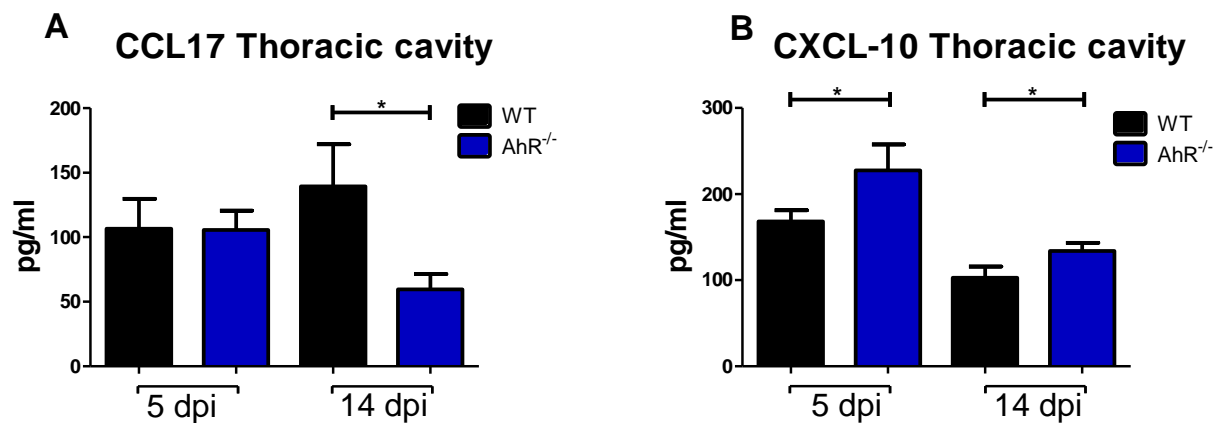 A
CCL17 Thoracic cavity
*
WT
AhR-/-
200
150
100
50
0
pg/ml
5 dpi
14 dpi
B
CXCL-10 Thoracic cavity
*
*
WT
AhR-/-
300
200
100
0
pg/ml
5 dpi
14 dpi